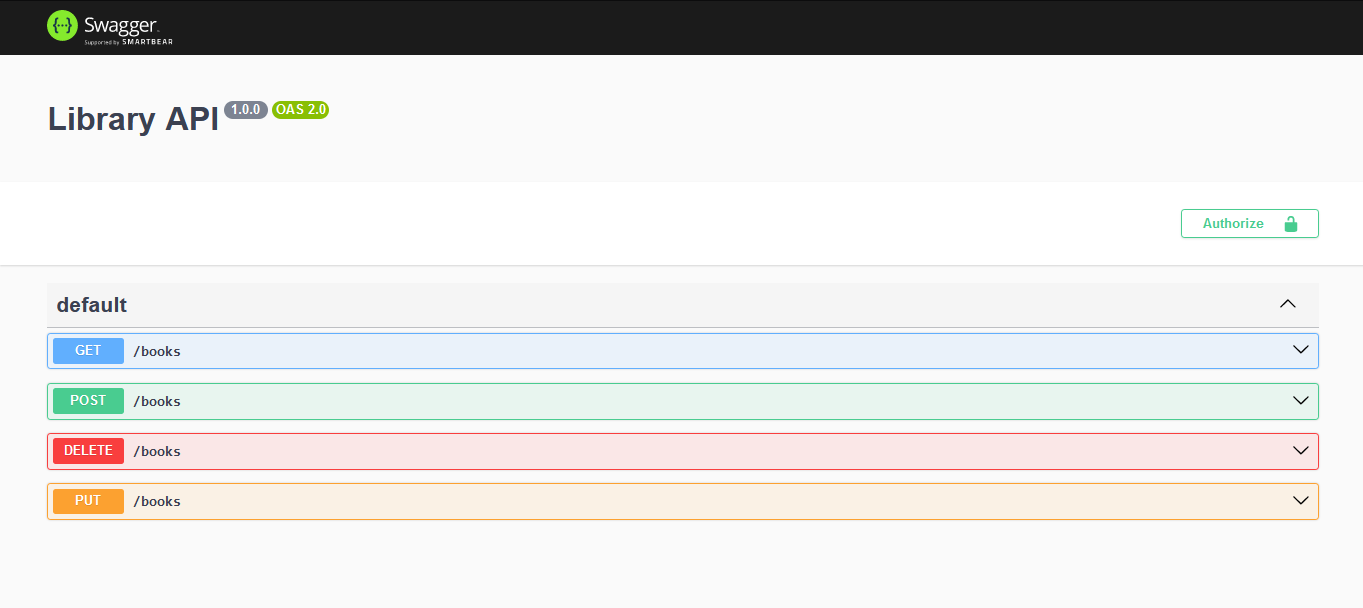 {···} Swagger.
Supported by SMARTBEAR
Library API 1.0.0 OAS 2.0
Authorize
default
GET /books
POST /books
DELETE /books
PUT /books